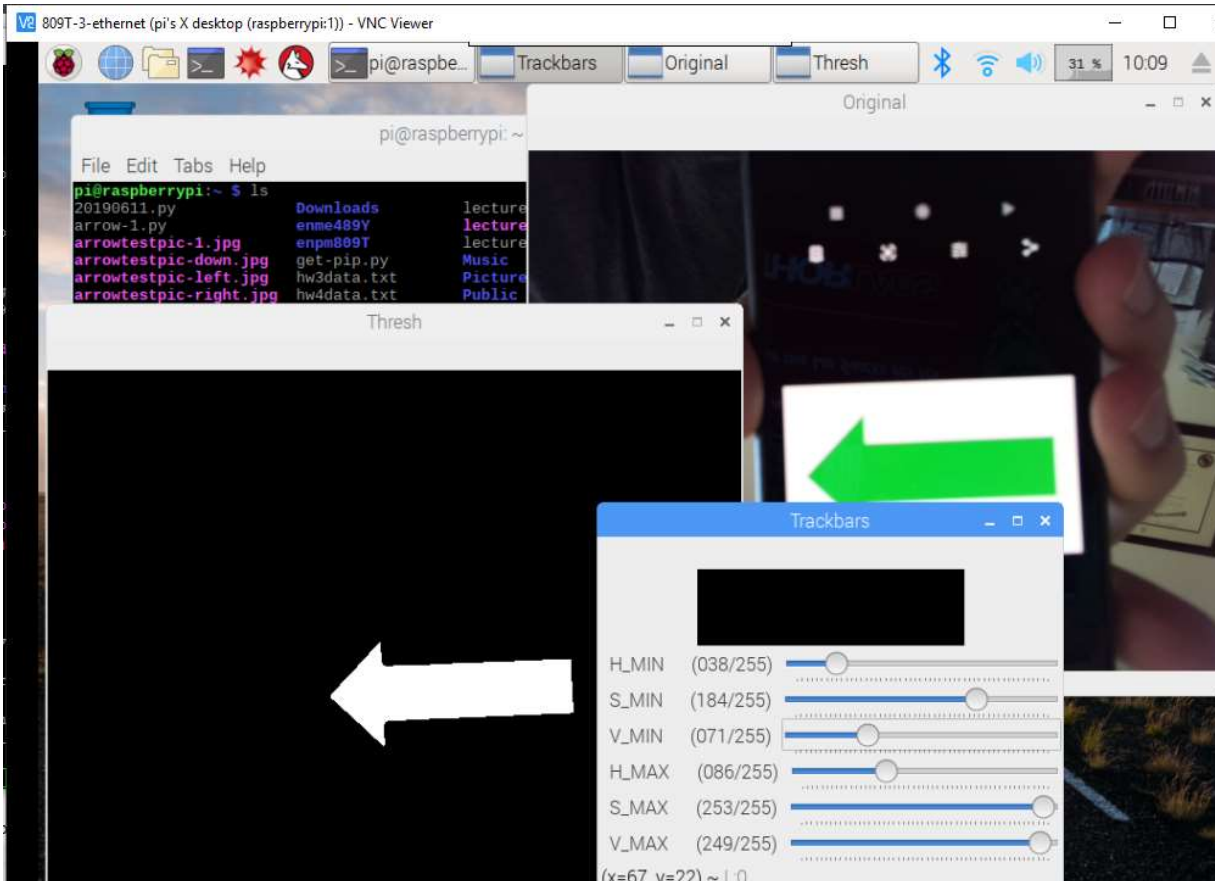 809T-3-ethernet (pi's X desktop (raspberrypi:1)) - VNC Viewer
pi@raspbe... Trackbars Original Thresh 31 % 10:09
Original
pi@raspberrypi: ~
File Edit Tabs Help
pi@raspberrypi:~ $ ls
20190611.py Downloads lecture
arrow-1.py enme489Y lecture
arrowtestpic-1.jpg enpm809T lecture
arrowtestpic-down.jpg get-pip.py Music
arrowtestpic-left.jpg hw3data.txt Picture
arrowtestpic-right.jpg hw4data.txt Public
Thresh
Trackbars
H_MIN (038/255)
S_MIN (184/255)
V_MIN (071/255)
H_MAX (086/255)
S_MAX (253/255)
V_MAX (249/255)
(x=67, y=22) ~ L:0